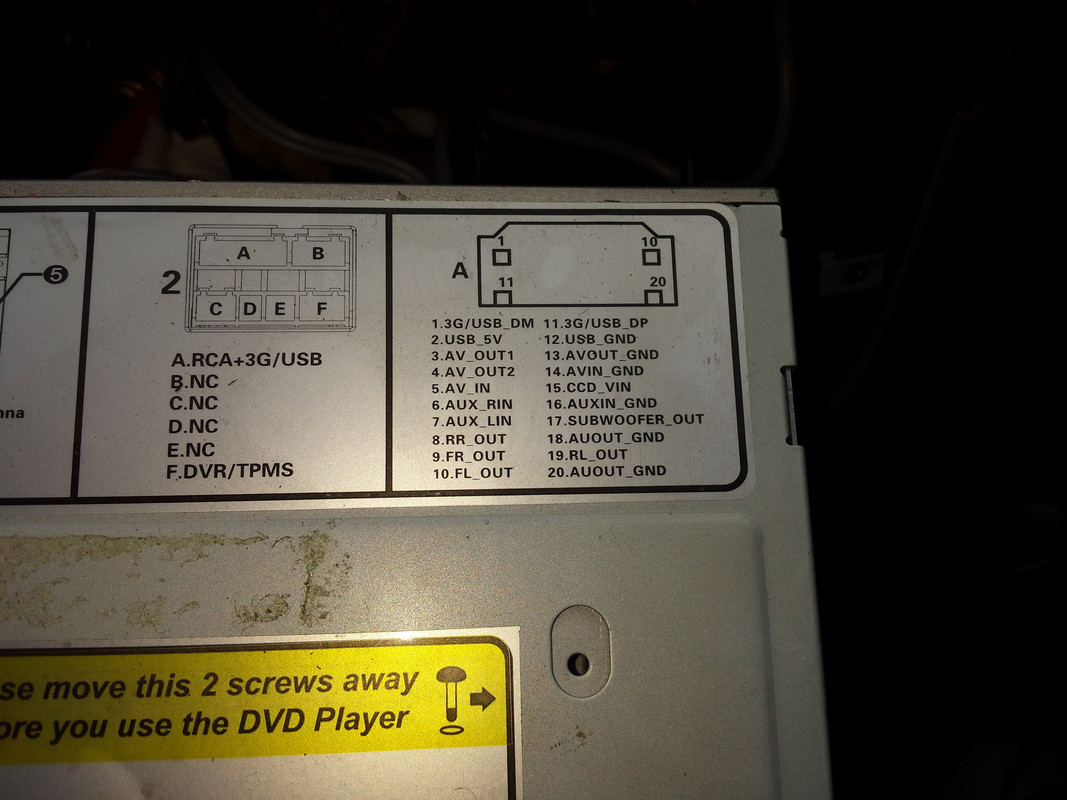 5
nna
2
A B
C D E F
A.RCA+3G/USB
B.NC
C.NC
D.NC
E.NC
F.DVR/TPMS
A
1 10
11 20
1.3G/USB_DM 11.3G/USB_DP
2.USB_5V 12.USB_GND
3.AV_OUT1 13.AVOUT_GND
4.AV_OUT2 14.AVIN_GND
5.AV_IN 15.CCD_VIN
6.AUX_RIN 16.AUXIN_GND
7.AUX_LIN 17.SUBWOOFER_OUT
8.RR_OUT 18.AUOUT_GND
9.FR_OUT 19.RL_OUT
10.FL_OUT 20.AUOUT_GND
se move this 2 screws away
ore you use the DVD Player